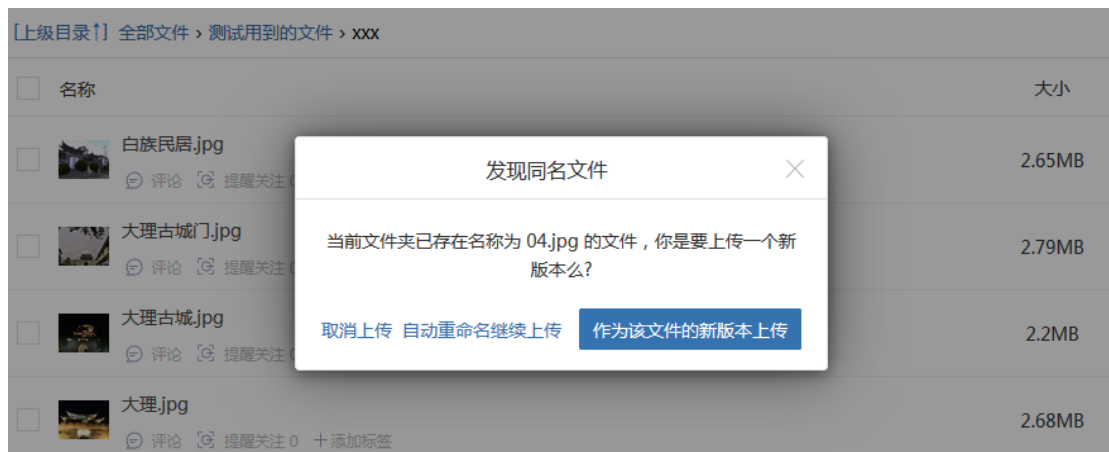 [上级目录↑] 全部文件 › 测试用到的文件 › xxx
名称 大小
白族民居.jpg
评论 提醒关注 0
2.65MB
大理古城门.jpg
评论 提醒关注 0
2.79MB
大理古城.jpg
评论 提醒关注 0
2.2MB
大理.jpg
评论 提醒关注 0 +添加标签
2.68MB
发现同名文件
当前文件夹已存在名称为 04.jpg 的文件，你是要上传一个新
版本么?
取消上传 自动重命名继续上传 作为该文件的新版本上传